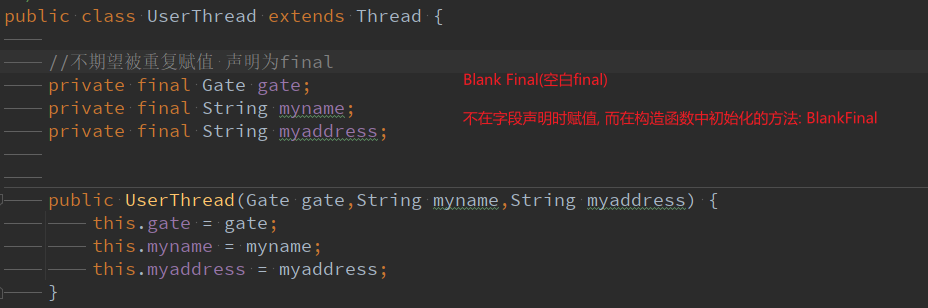 public class UserThread extends Thread {
//不期望被重复赋值 声明为final
private final Gate gate;
Blank Final(空白final)
private final String myname;
private final String myaddress;
不在字段声明时赋值, 而在构造函数中初始化的方法: BlankFinal
public UserThread(Gate gate,String myname,String myaddress) {
this.gate = gate;
this.myname = myname;
this.myaddress = myaddress;
}